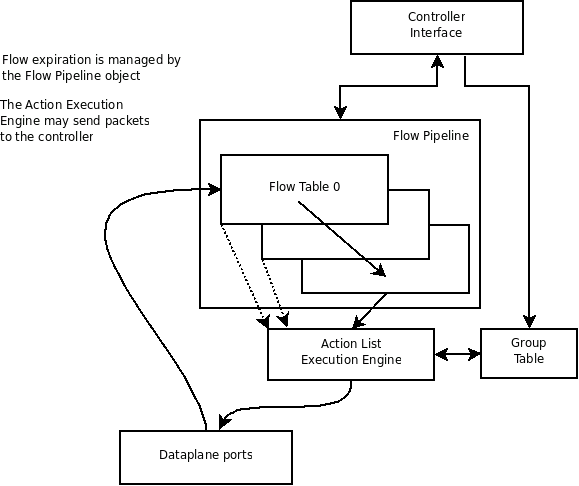 Controller
Interface
Flow expiration is managed by
the Flow Pipeline object
The Action Execution
Engine may send packets
to the controller
Flow Pipeline
Flow Table 0
Action List
Execution Engine
Group
Table
Dataplane ports